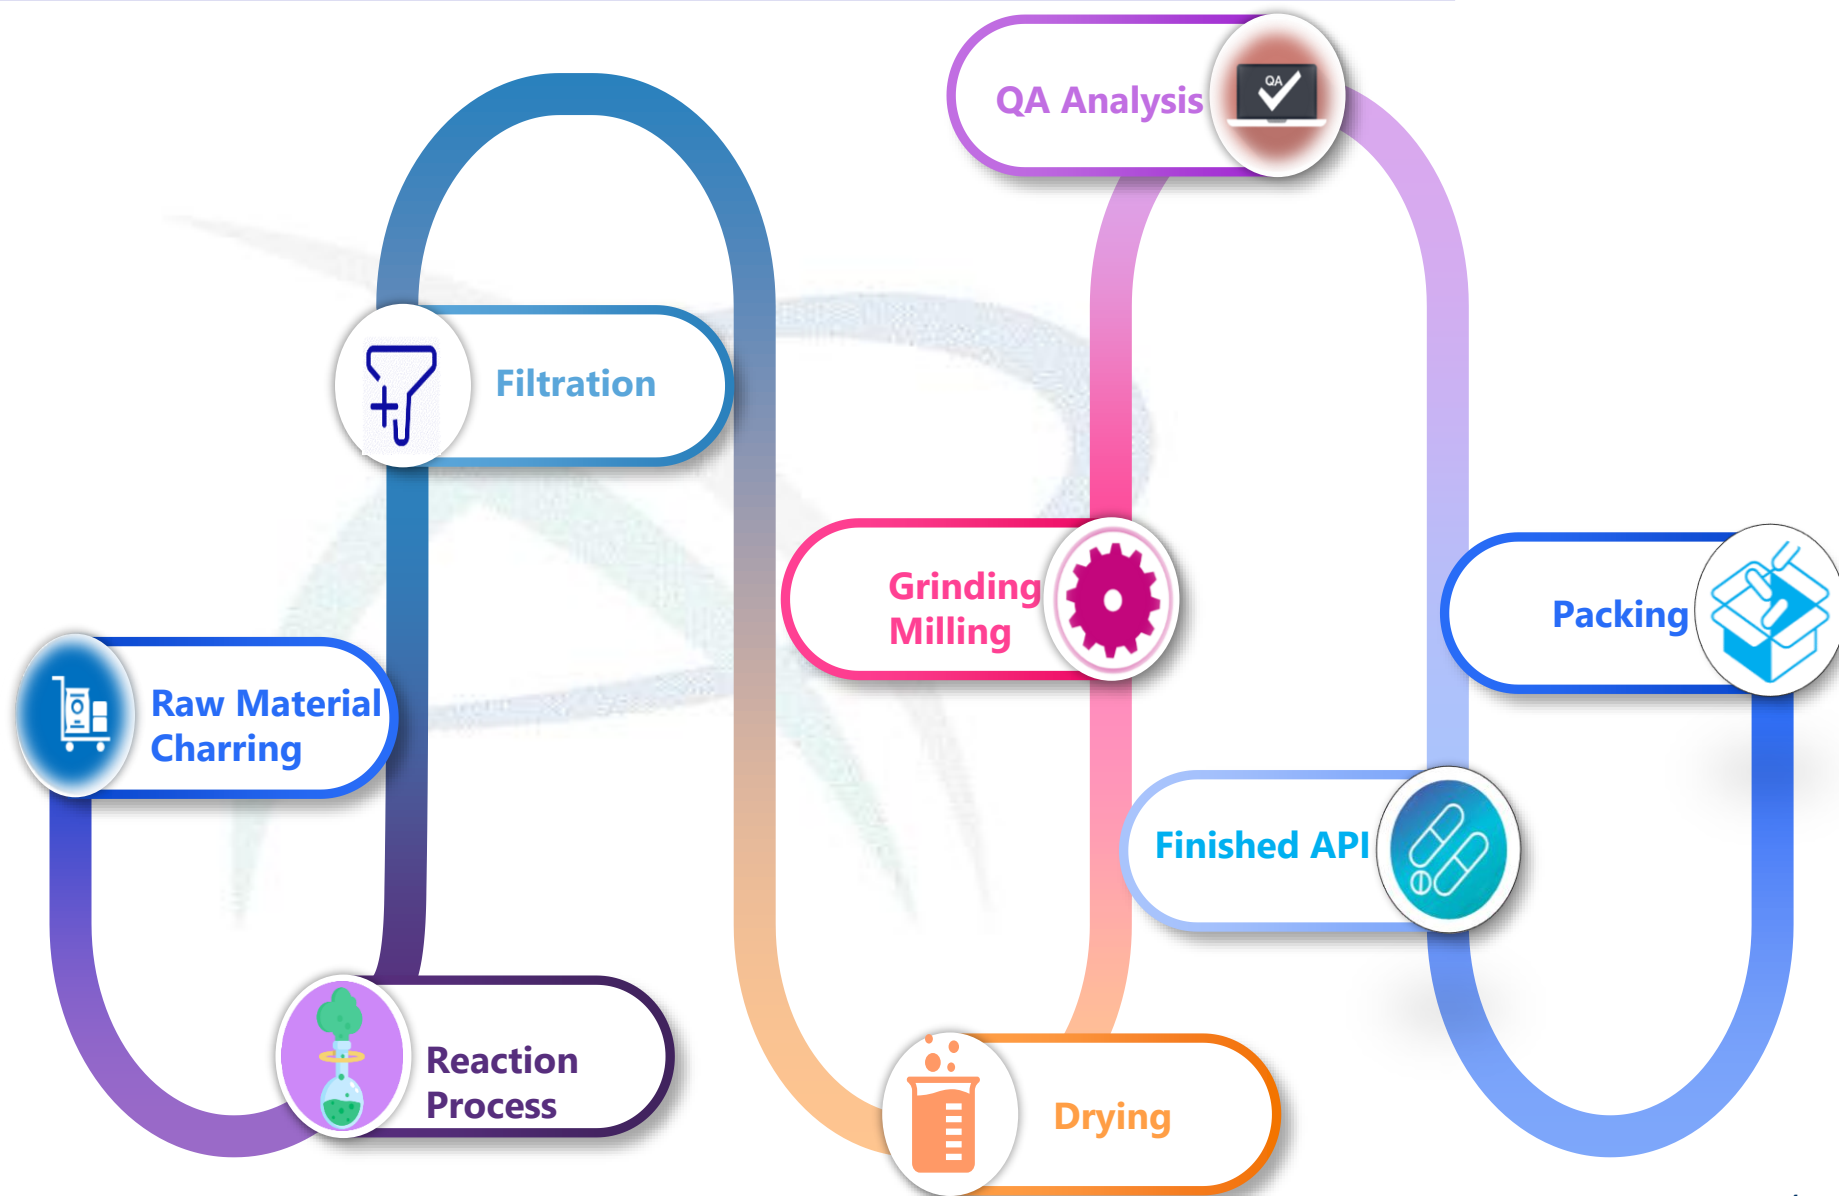 QA Analysis
QA
Filtration
Grinding
Milling
Packing
Raw Material
Charring
Finished API
Reaction
Process
Drying